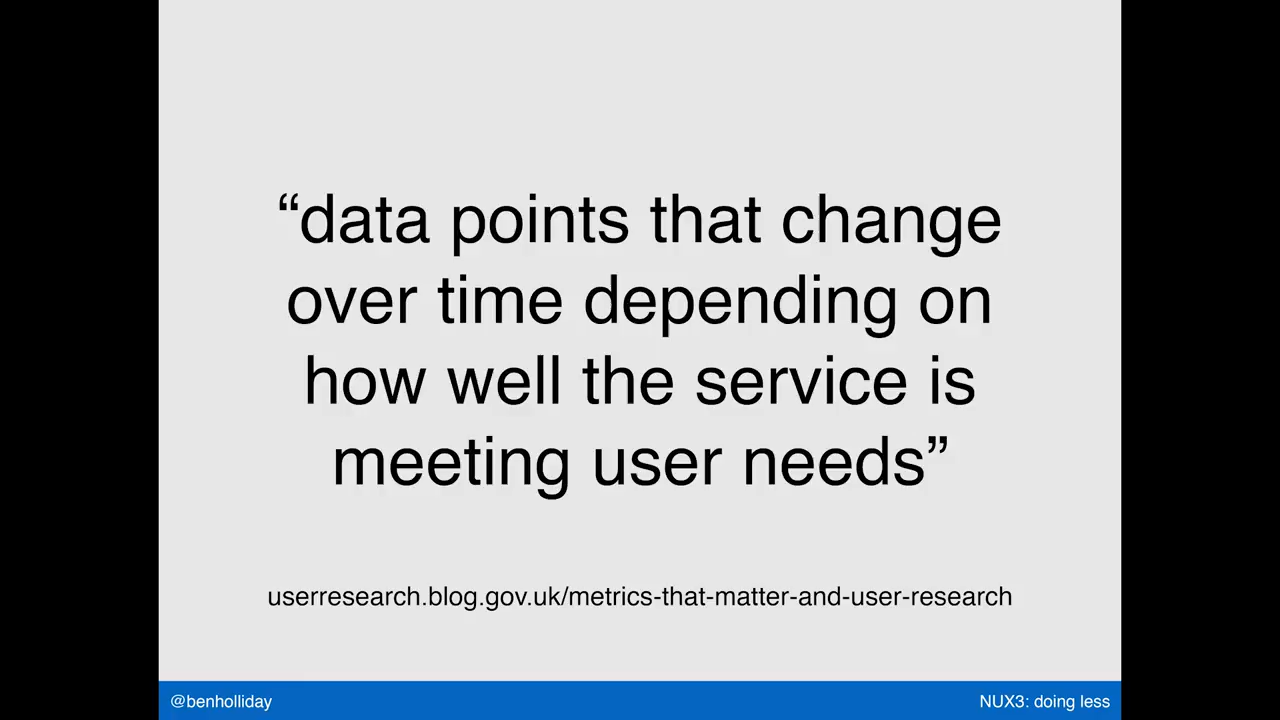 “data points that change
over time depending on
how well the service is
meeting user needs”
userresearch.blog.gov.uk/metrics-that-matter-and-user-research
@benholliday
NUX3: doing less